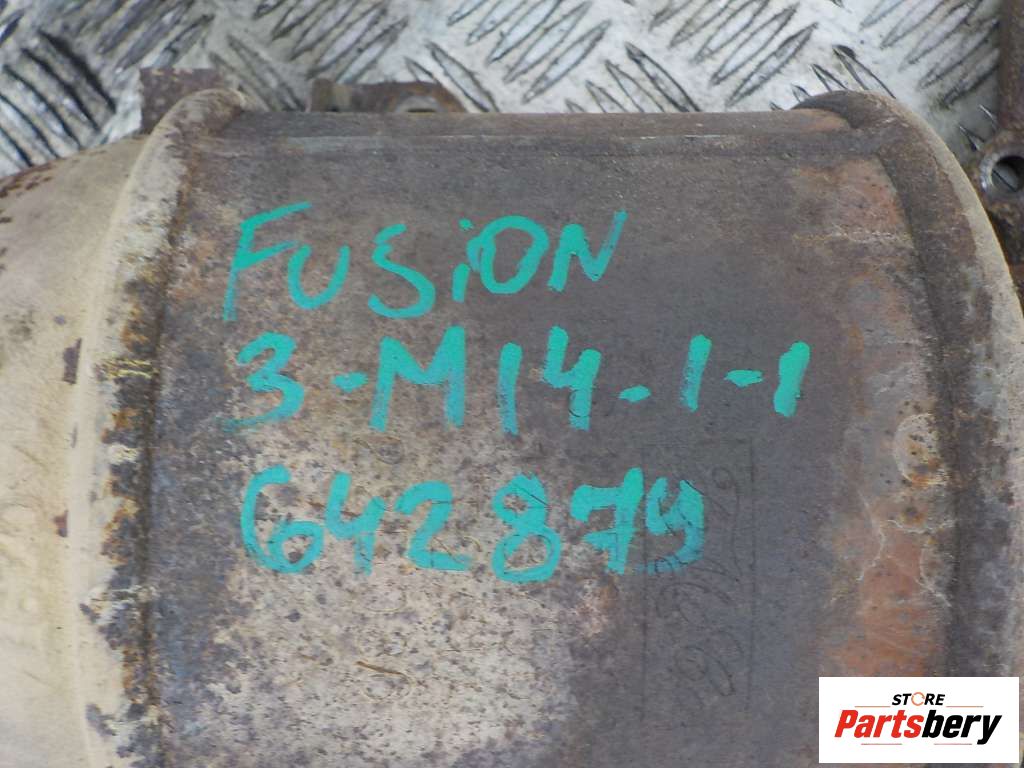 FUSiON
3-M14.1-1
642879
STORE
Partsbery